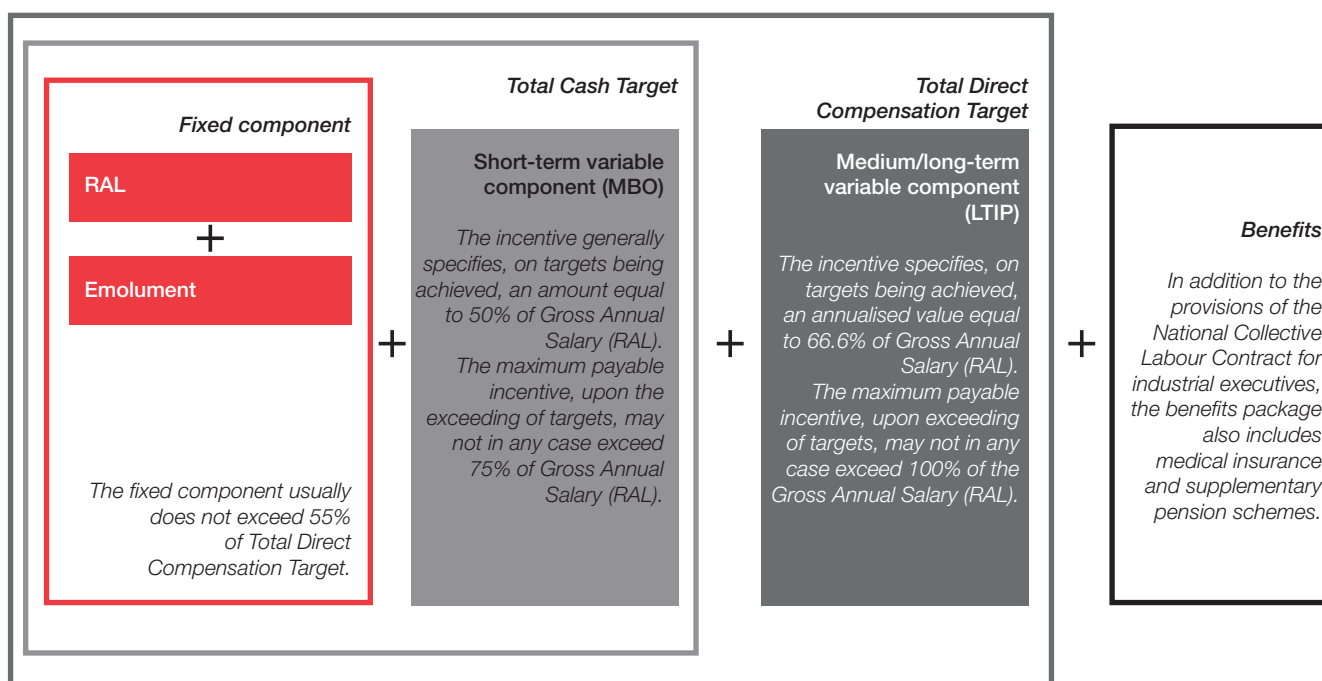 Total Cash Target
Total Direct
Compensation Target
Fixed component
RAL
+
Emolument
The fixed component usually
does not exceed 55%
of Total Direct
Compensation Target.
+
Short-term variable
component (MBO)
The incentive generally
specifies, on targets being
achieved, an amount equal
to 50% of Gross Annual
Salary (RAL).
The maximum payable
incentive, upon the
exceeding of targets, may
not in any case exceed
75% of Gross Annual
Salary (RAL).
+
Medium/long-term
variable component
(LTIP)
The incentive specifies, on
targets being achieved,
an annualised value equal
to 66.6% of Gross Annual
Salary (RAL).
The maximum payable
incentive, upon exceeding
of targets, may not in any
case exceed 100% of the
Gross Annual Salary (RAL).
+
Benefits
In addition to the
provisions of the
National Collective
Labour Contract for
industrial executives,
the benefits package
also includes
medical insurance
and supplementary
pension schemes.